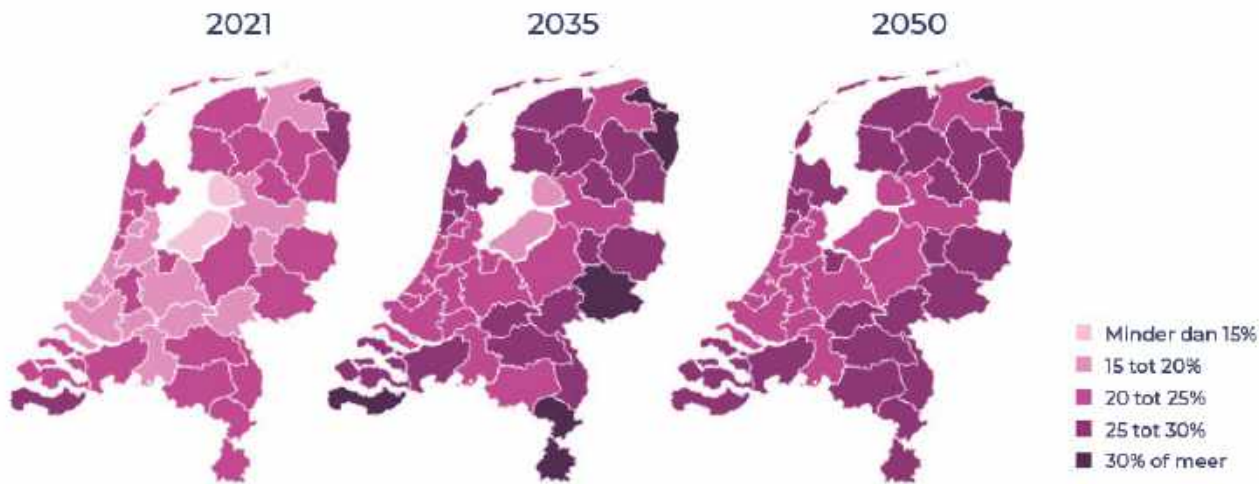 2021
2035
2050
Minder dan 15%
15 tot 20%
20 tot 25%
25 tot 30%
30% of meer